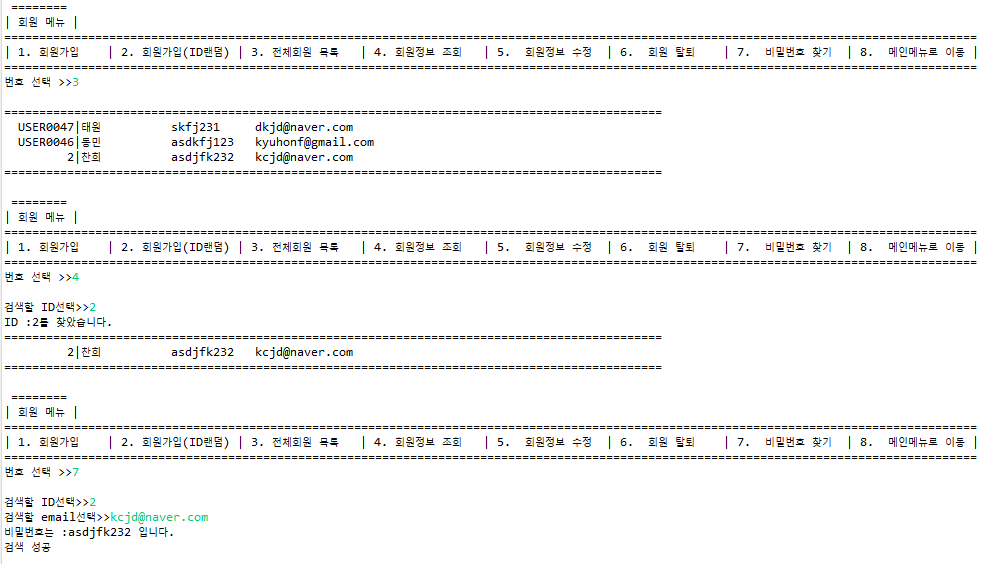 ========
| 회원 메뉴 |
===========================================================================================================================================
| 1. 회원가입    | 2. 회원가입(ID랜덤) | 3. 전체회원 목록   | 4. 회원정보 조회   | 5.  회원정보 수정  | 6.  회원 탈퇴    | 7.  비밀번호 찾기  | 8.  메인메뉴로 이동 |
===========================================================================================================================================
번호 선택 >>3
==============================================================================================
USER0047|태원          skfj231     dkjd@naver.com
USER0046|동민          asdkfj123   kyuhonf@gmail.com
2|찬희          asdjfk232   kcjd@naver.com
==============================================================================================
========
| 회원 메뉴 |
===========================================================================================================================================
| 1. 회원가입    | 2. 회원가입(ID랜덤) | 3. 전체회원 목록   | 4. 회원정보 조회   | 5.  회원정보 수정  | 6.  회원 탈퇴    | 7.  비밀번호 찾기  | 8.  메인메뉴로 이동 |
===========================================================================================================================================
번호 선택 >>4
검색할 ID선택>>2
ID :2를 찾았습니다.
==============================================================================================
2|찬희          asdjfk232   kcjd@naver.com
==============================================================================================
========
| 회원 메뉴 |
===========================================================================================================================================
| 1. 회원가입    | 2. 회원가입(ID랜덤) | 3. 전체회원 목록   | 4. 회원정보 조회   | 5.  회원정보 수정  | 6.  회원 탈퇴    | 7.  비밀번호 찾기  | 8.  메인메뉴로 이동 |
===========================================================================================================================================
번호 선택 >>7
검색할 ID선택>>2
검색할 email선택>>kcjd@naver.com
비밀번호는 :asdjfk232 입니다.
검색 성공